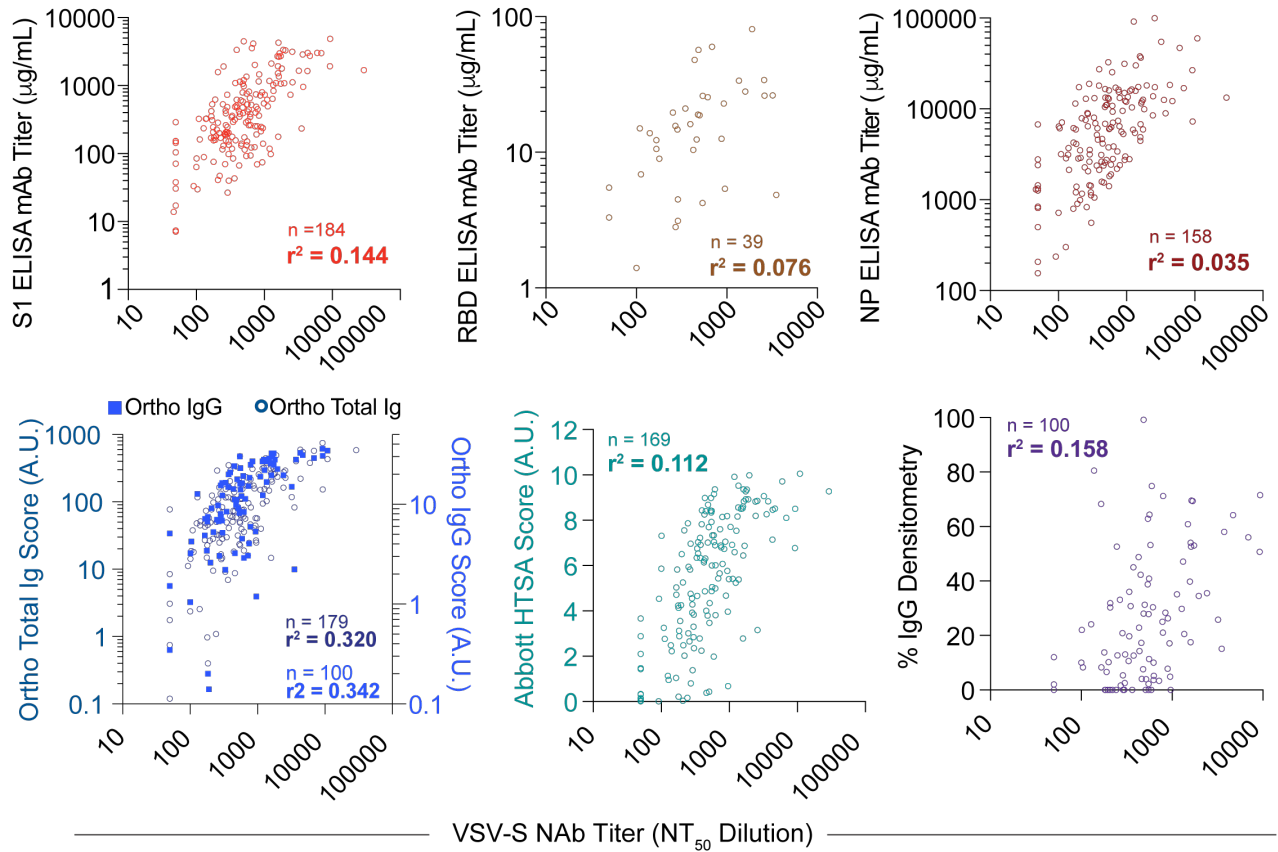 S1 ELISA mAb Titer (μg/mL)
10000
1000
100
10
1
10
100
1000
10000
100000
n =184
r² = 0.144
RBD ELISA mAb Titer (μg/mL)
100
10
1
10
100
1000
10000
n = 39
r² = 0.076
NP ELISA mAb Titer (μg/mL)
100000
10000
1000
100
10
100
1000
10000
100000
n = 158
r² = 0.035
Ortho IgG
Ortho Total Ig
Ortho Total Ig Score (A.U.)
1000
100
10
1
0.1
Ortho IgG Score (A.U.)
10
1
0.1
10
100
1000
10000
100000
n = 179
r² = 0.320
n = 100
r2 = 0.342
Abbott HTSA Score (A.U.)
12
10
8
6
4
2
0
10
100
1000
10000
100000
n = 169
r² = 0.112
% IgG Densitometry
100
80
60
40
20
0
10
100
1000
10000
n = 100
r² = 0.158
VSV-S NAb Titer (NT₅₀ Dilution)